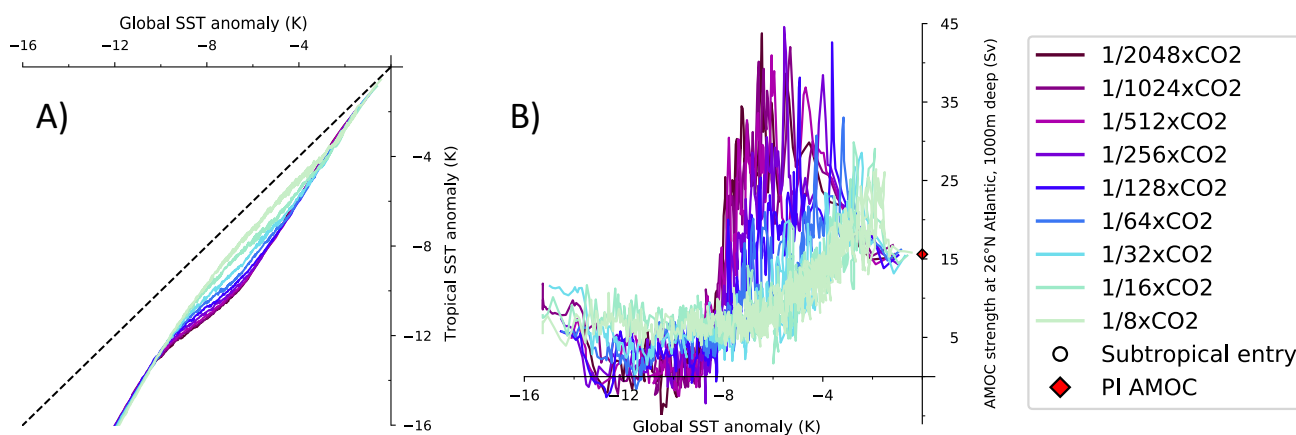 Global SST anomaly (K)
−16 −12 −8 −4
A)
−4
−8
−12
−16
Tropical SST anomaly (K)
B)
45
35
25
15
5
−16 −12 −8 −4
Global SST anomaly (K)
AMOC strength at 26°N Atlantic, 1000m deep (Sv)
1/2048xCO2
1/1024xCO2
1/512xCO2
1/256xCO2
1/128xCO2
1/64xCO2
1/32xCO2
1/16xCO2
1/8xCO2
Subtropical entry
PI AMOC